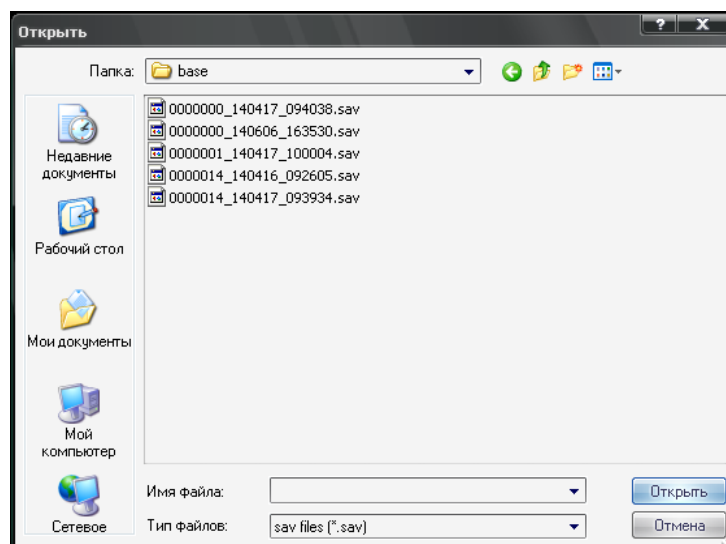 Открыть
? X
Папка: base
0000000_140417_094038.sav
0000000_140606_163530.sav
0000001_140417_100004.sav
0000014_140416_092605.sav
0000014_140417_093934.sav
Недавние
документы
Рабочий стол
Мои документы
Мой
компьютер
Сетевое
Имя файла:
Открыть
Тип файлов: sav files (*.sav)
Отмена